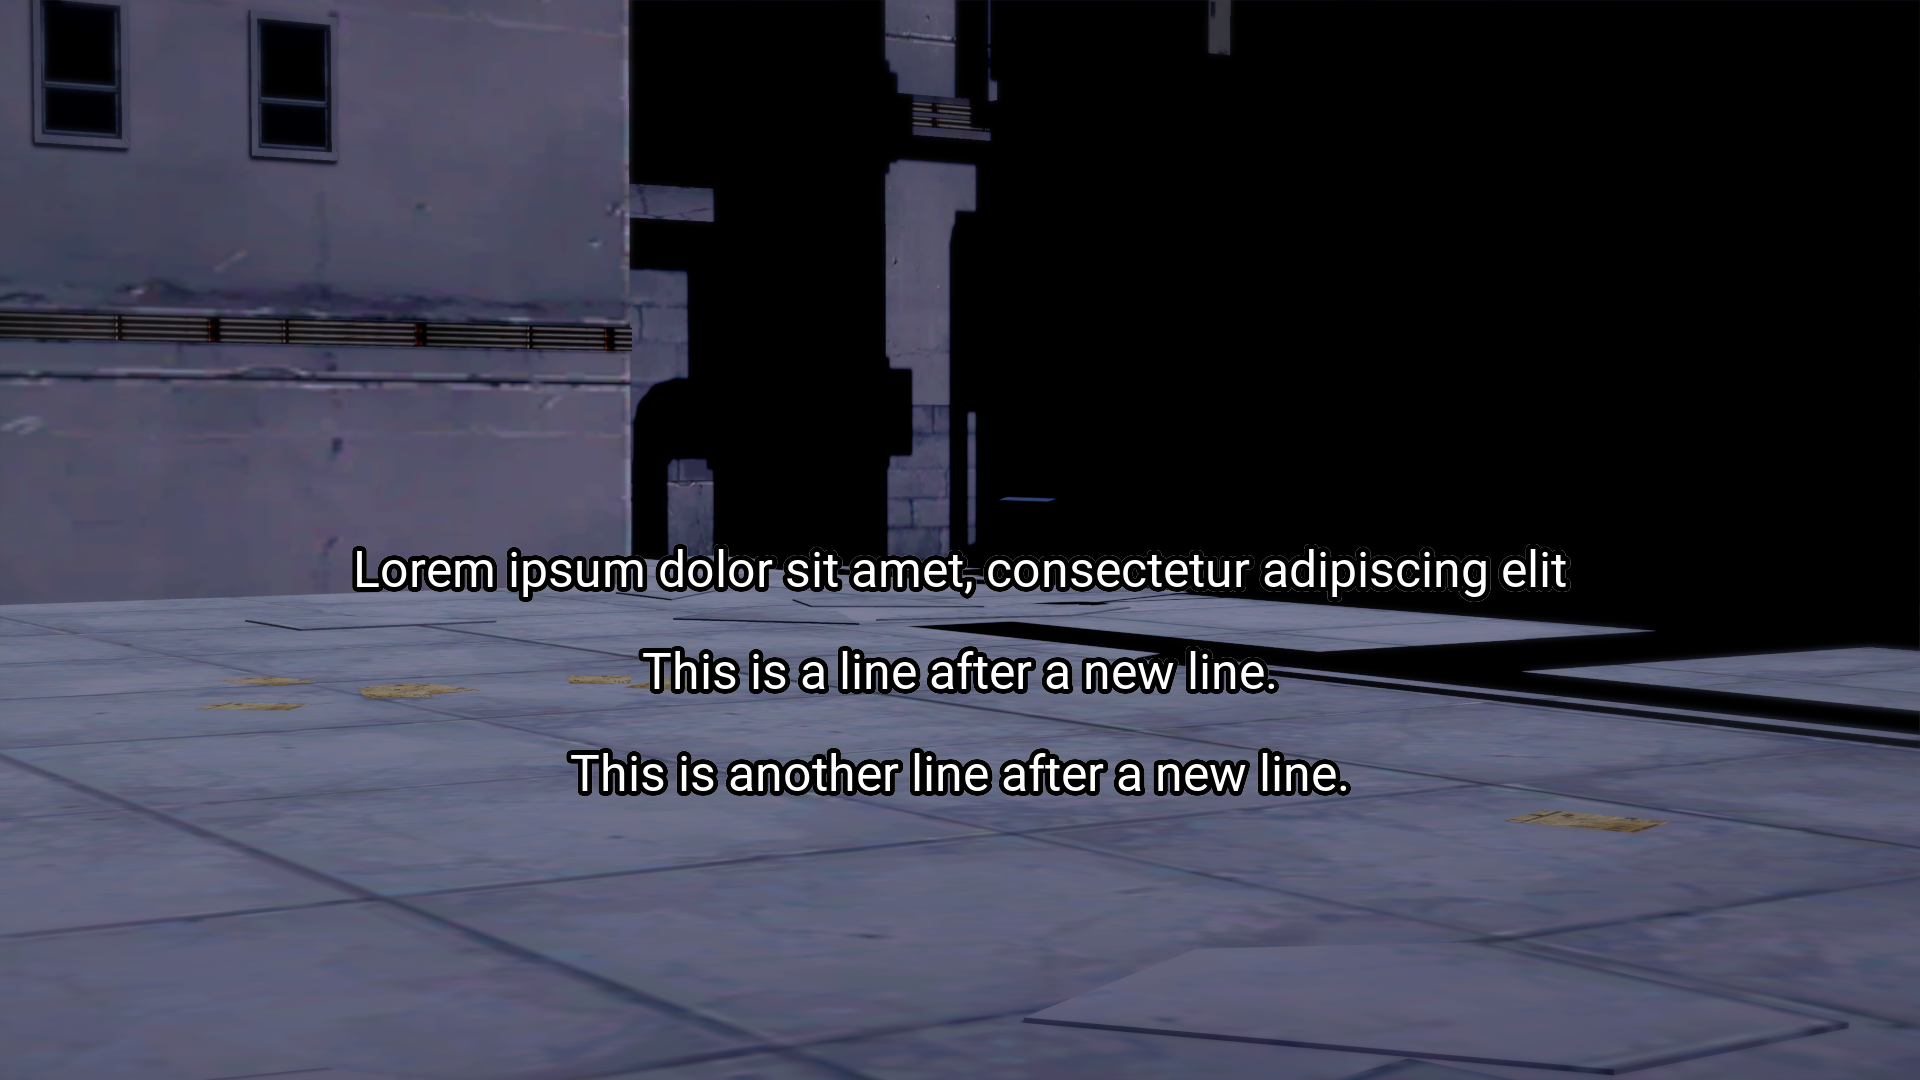 Lorem ipsum dolor sit amet, consectetur adipiscing elit
This is a line after a new line.
This is another line after a new line.